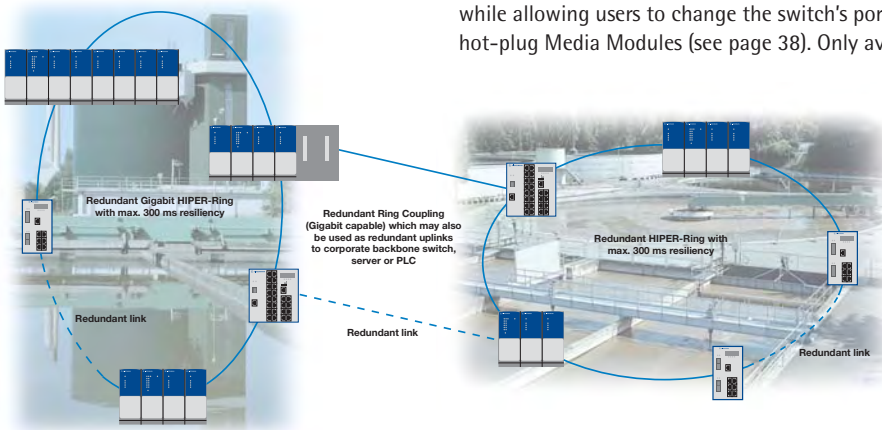 while allowing users to change the switch's por
hot-plug Media Modules (see page 38). Only av
Redundant Gigabit HIPER-Ring
with max. 300 ms resiliency
Redundant Ring Coupling
(Gigabit capable) which may also
be used as redundant uplinks
to corporate backbone switch,
server or PLC
Redundant HIPER-Ring with
max. 300 ms resiliency
Redundant link
Redundant link
Redundant link